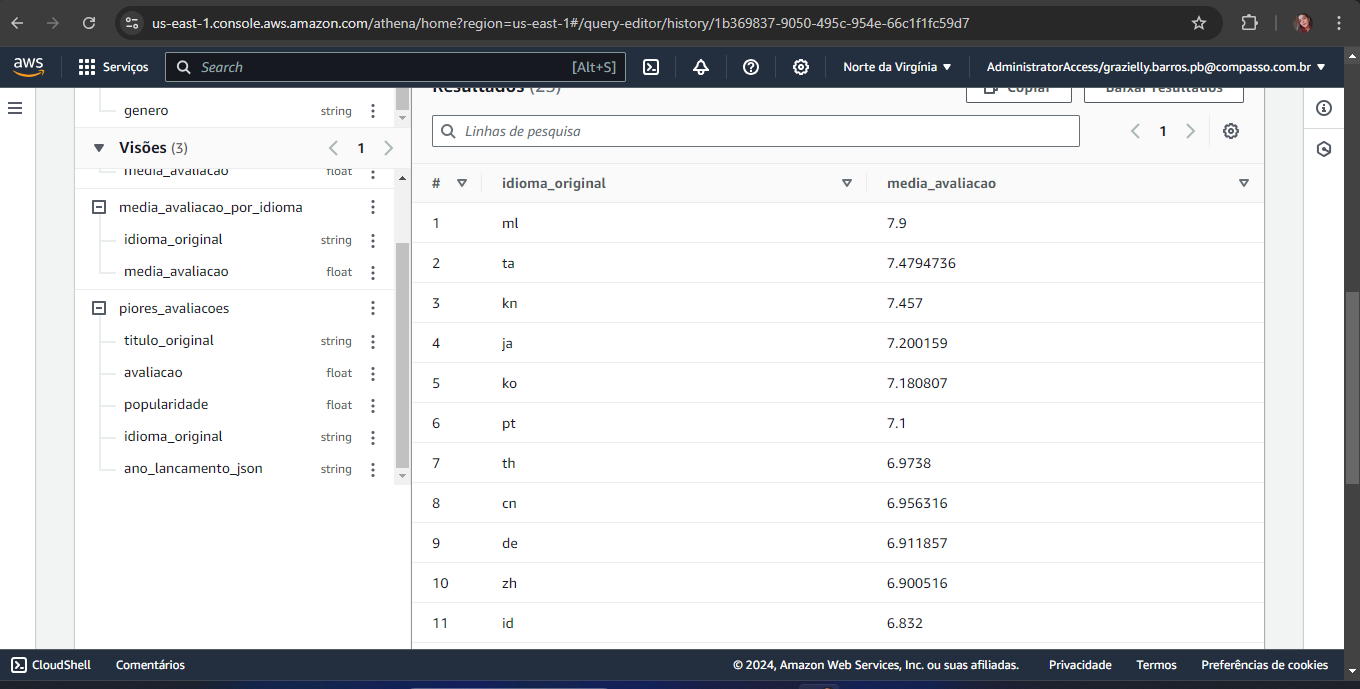 us-east-1.console.aws.amazon.com/athena/home?region=us-east-1#/query-editor/history/1b369837-9050-495c-954e-66c1f1fc59d7
aws
Serviços
Search
[Alt+S]
Norte da Virgínia
AdministratorAccess/grazielly.barros.pb@compasso.com.br
genero string
Visões (3)
1
media_avaliacao float
media_avaliacao_por_idioma
idioma_original string
media_avaliacao float
piores_avaliacoes
titulo_original string
avaliacao float
popularidade float
idioma_original string
ano_lancamento_json string
Resultados (25)
Copiar
Baixar resultados
Linhas de pesquisa
1
# idioma_original media_avaliacao
1 ml 7.9
2 ta 7.4794736
3 kn 7.457
4 ja 7.200159
5 ko 7.180807
6 pt 7.1
7 th 6.9738
8 cn 6.956316
9 de 6.911857
10 zh 6.900516
11 id 6.832
CloudShell
Comentários
© 2024, Amazon Web Services, Inc. ou suas afiliadas.
Privacidade
Termos
Preferências de cookies